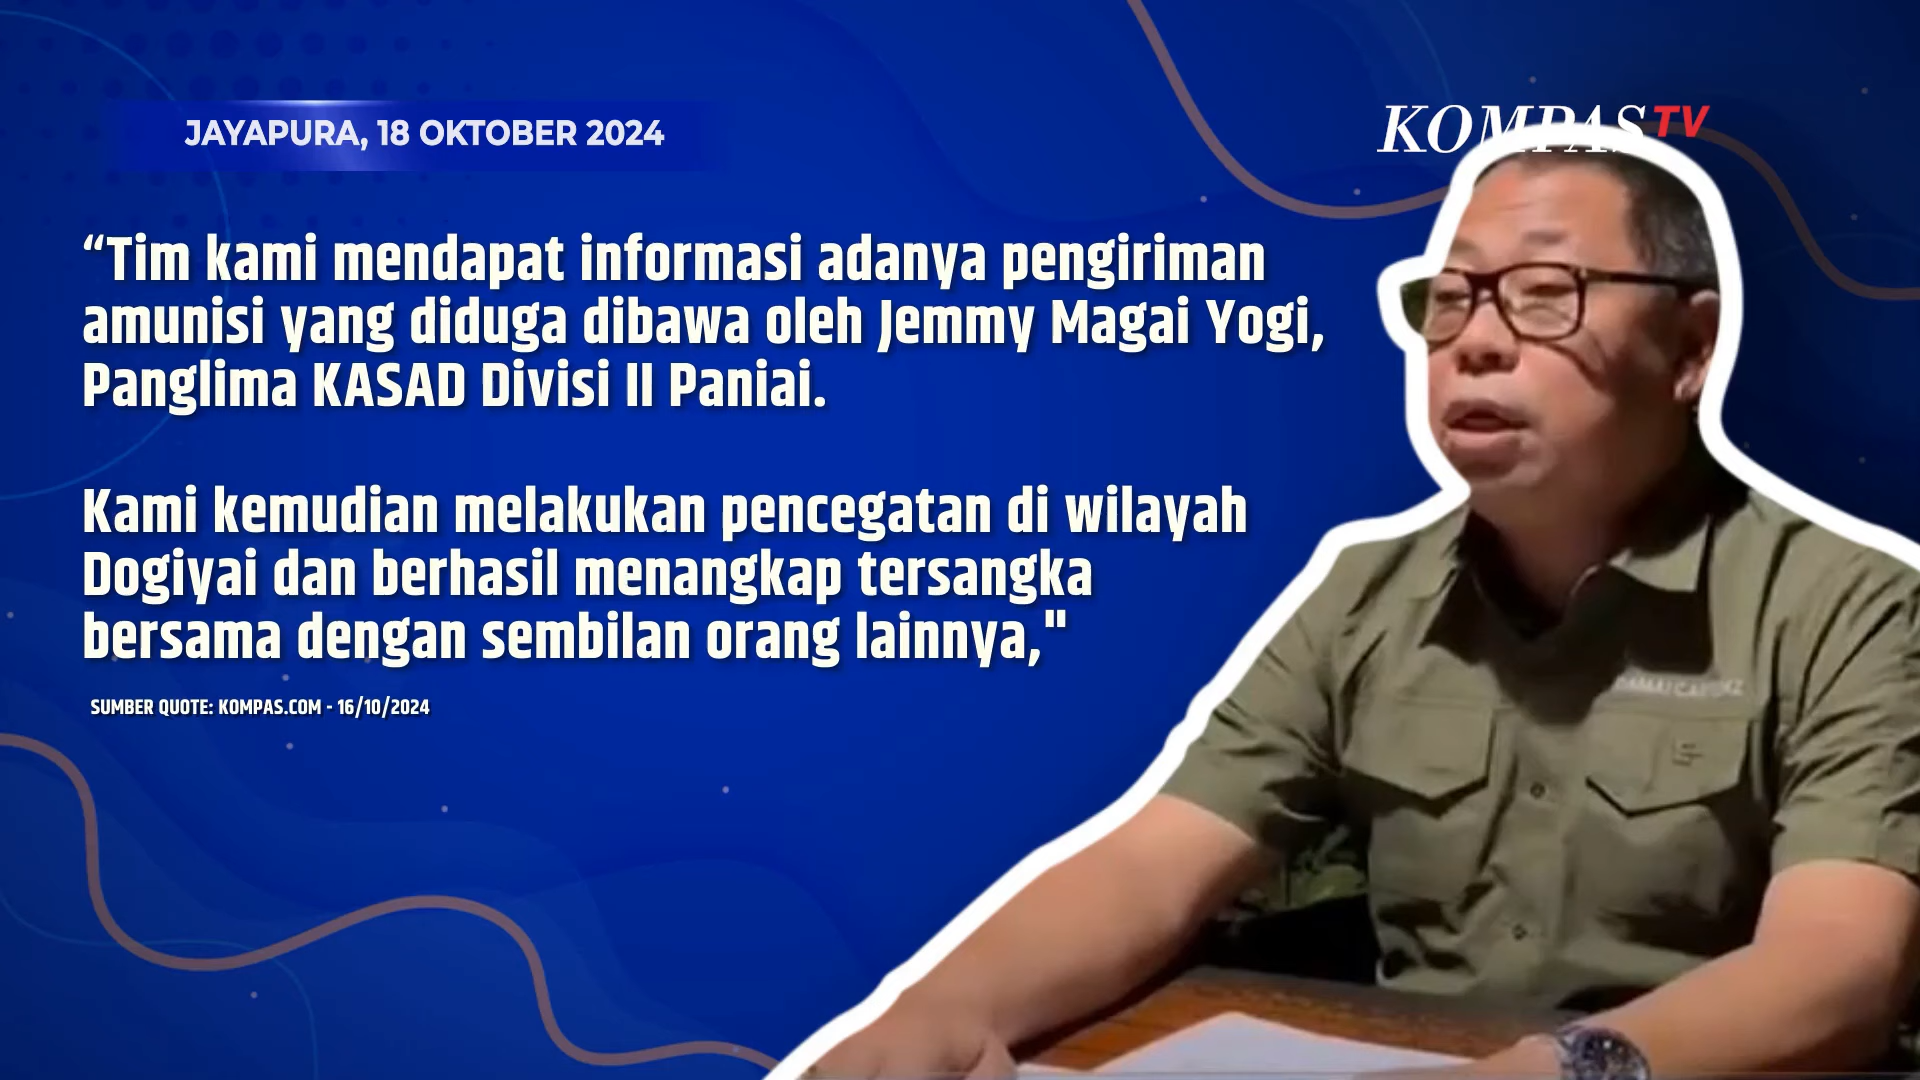 JAYAPURA, 18 OKTOBER 2024
KOMPASTV
“Tim kami mendapat informasi adanya pengiriman
amunisi yang diduga dibawa oleh Jemmy Magai Yogi,
Panglima KASAD Divisi II Paniai.
Kami kemudian melakukan pencegatan di wilayah
Dogiyai dan berhasil menangkap tersangka
bersama dengan sembilan orang lainnya,"
SUMBER QUOTE: KOMPAS.COM - 16/10/2024